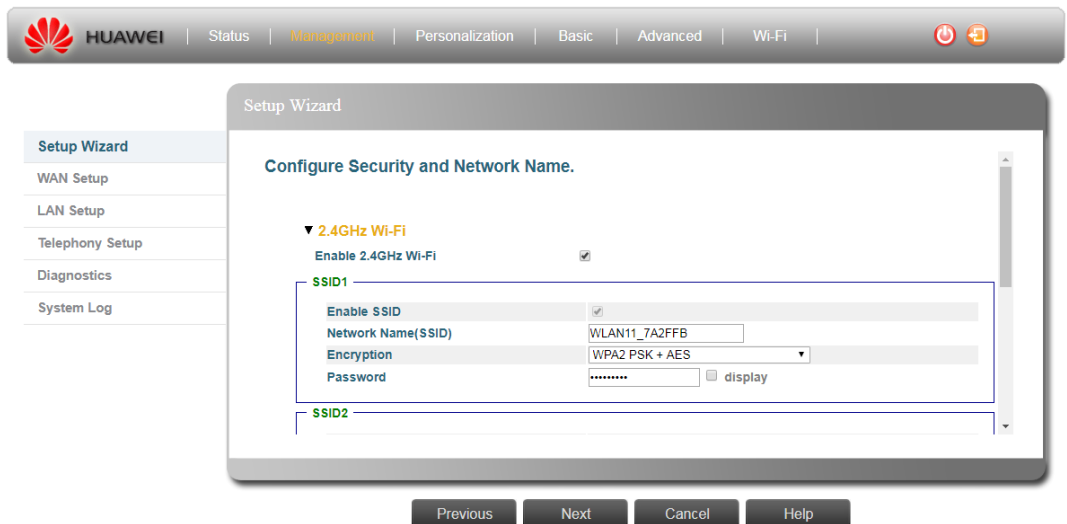 HUAWEI | Status | Management | Personalization | Basic | Advanced | Wi-Fi |
Setup Wizard
Setup Wizard
WAN Setup
LAN Setup
Telephony Setup
Diagnostics
System Log
Configure Security and Network Name.
2.4GHz Wi-Fi
Enable 2.4GHz Wi-Fi
SSID1
Enable SSID
Network Name(SSID) WLAN11_7A2FFB
Encryption WPA2 PSK + AES
Password ••••••••• display
SSID2
Previous Next Cancel Help